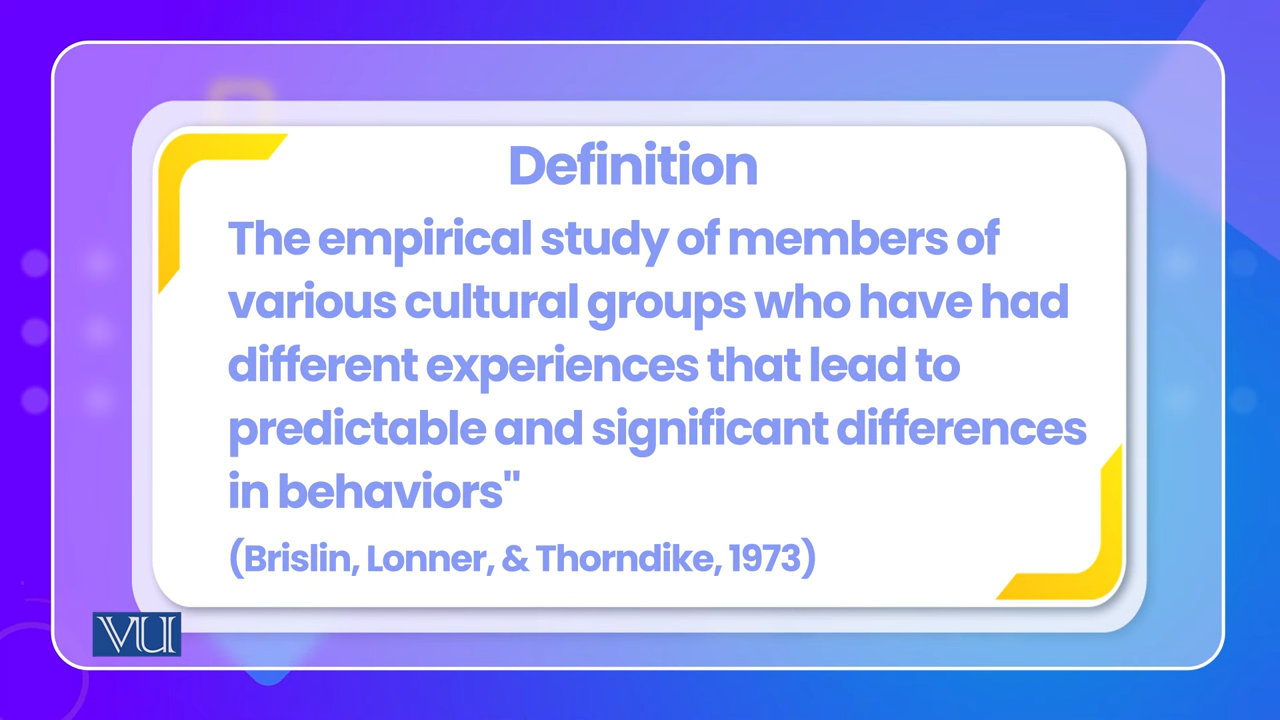 Definition
The empirical study of members of
various cultural groups who have had
different experiences that lead to
predictable and significant differences
in behaviors"
(Brislin, Lonner, & Thorndike, 1973)
VU